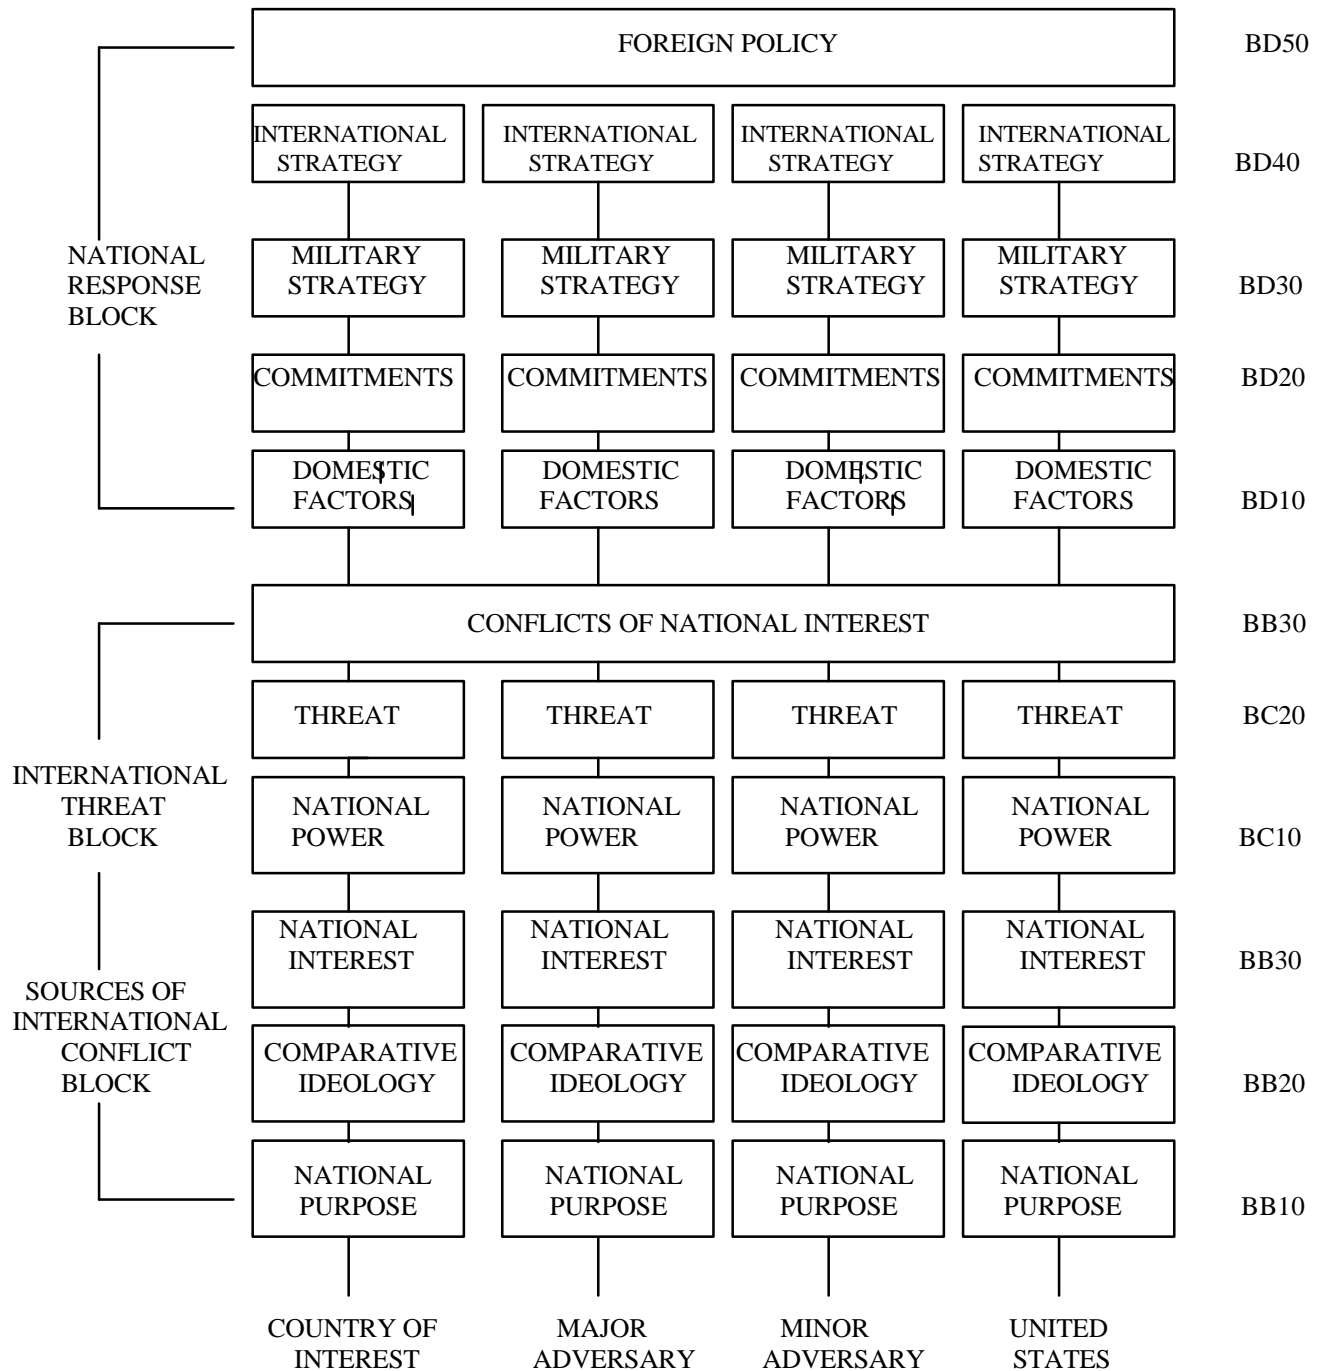 FOREIGN POLICY
BD50
INTERNATIONAL
STRATEGY
INTERNATIONAL
STRATEGY
INTERNATIONAL
STRATEGY
INTERNATIONAL
STRATEGY
BD40
NATIONAL
RESPONSE
BLOCK
MILITARY
STRATEGY
MILITARY
STRATEGY
MILITARY
STRATEGY
MILITARY
STRATEGY
BD30
COMMITMENTS
COMMITMENTS
COMMITMENTS
COMMITMENTS
BD20
DOMESTIC
FACTORS
DOMESTIC
FACTORS
DOMESTIC
FACTORS
DOMESTIC
FACTORS
BD10
CONFLICTS OF NATIONAL INTEREST
BB30
THREAT
THREAT
THREAT
THREAT
BC20
INTERNATIONAL
THREAT
BLOCK
NATIONAL
POWER
NATIONAL
POWER
NATIONAL
POWER
NATIONAL
POWER
BC10
NATIONAL
INTEREST
NATIONAL
INTEREST
NATIONAL
INTEREST
NATIONAL
INTEREST
BB30
SOURCES OF
INTERNATIONAL
CONFLICT
BLOCK
COMPARATIVE
IDEOLOGY
COMPARATIVE
IDEOLOGY
COMPARATIVE
IDEOLOGY
COMPARATIVE
IDEOLOGY
BB20
NATIONAL
PURPOSE
NATIONAL
PURPOSE
NATIONAL
PURPOSE
NATIONAL
PURPOSE
BB10
COUNTRY OF
INTEREST
MAJOR
ADVERSARY
MINOR
ADVERSARY
UNITED
STATES